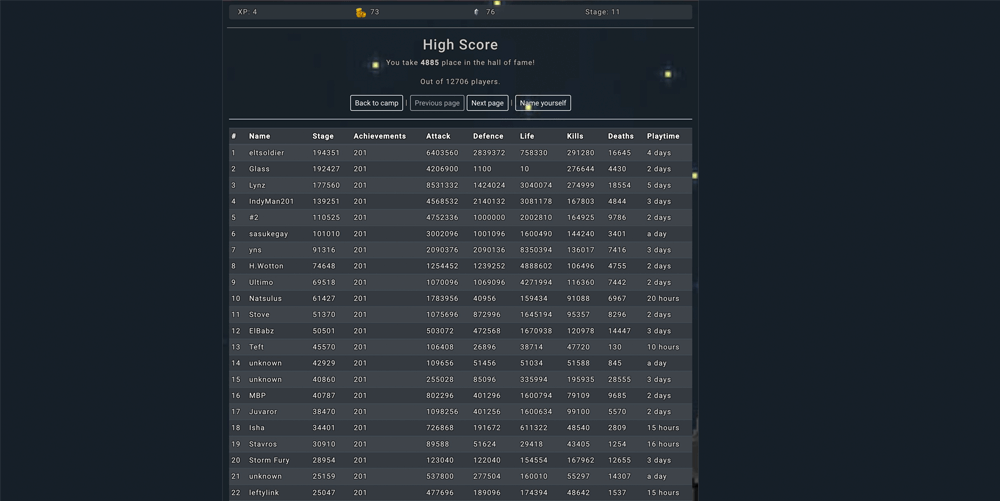 XP: 4 73 76 Stage: 11
High Score
You take 4885 place in the hall of fame!
Out of 12706 players.
Back to camp | Previous page Next page | Name yourself
# Name Stage Achievements Attack Defence Life Kills Deaths Playtime
1 eltsoldier 194351 201 6403560 2839372 758330 291280 16645 4 days
2 Glass 192427 201 4206900 1100 10 276644 4430 2 days
3 Lynz 177560 201 8531332 1424024 3040074 274999 18554 5 days
4 IndyMan201 139251 201 4568532 2140132 3081178 167803 4844 3 days
5 #2 110525 201 4752336 1000000 2002810 164925 9786 2 days
6 sasukegay 101010 201 3002096 1001096 1600490 144240 3401 a day
7 yns 91316 201 2090376 2090136 8350394 136017 7416 3 days
8 H.Wotton 74648 201 1254452 1239252 4888602 106496 4755 2 days
9 Ultimo 69518 201 1070096 1069096 4271994 116360 7442 2 days
10 Natsulus 61427 201 1783956 40956 159434 91088 6967 20 hours
11 Stove 51370 201 1075696 872996 1645194 95357 8296 2 days
12 ElBabz 50501 201 503072 472568 1670938 120978 14447 3 days
13 Teft 45570 201 106408 26896 38714 47720 130 10 hours
14 unknown 42929 201 109656 51456 51034 51588 845 a day
15 unknown 40860 201 255028 85096 335994 195935 28555 3 days
16 MBP 40787 201 802296 401296 1600794 79109 9685 2 days
17 Juvaror 38470 201 1098256 401256 1600634 99100 5570 2 days
18 Isha 34401 201 726868 191672 611322 48540 2809 15 hours
19 Stavros 30910 201 89588 51624 29418 43405 1254 16 hours
20 Storm Fury 28954 201 123040 122040 154554 167962 12655 3 days
21 unknown 25159 201 537800 277504 160010 55297 14307 a day
22 leftylink 25047 201 477696 189096 174394 48642 1537 15 hours